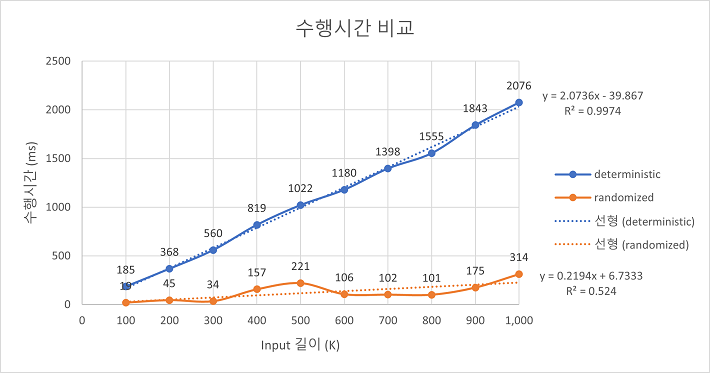 수행시간 비교
2500
2000
1500
1000
500
0
수행시간 (ms)
185
368
560
819
1022
1180
1398
1555
1843
2076
19
45
34
157
221
106
102
101
175
314
y = 2.0736x - 39.867
R² = 0.9974
deterministic
randomized
선형 (deterministic)
선형 (randomized)
y = 0.2194x + 6.7333
R² = 0.524
0 100 200 300 400 500 600 700 800 900 1,000
Input 길이 (K)